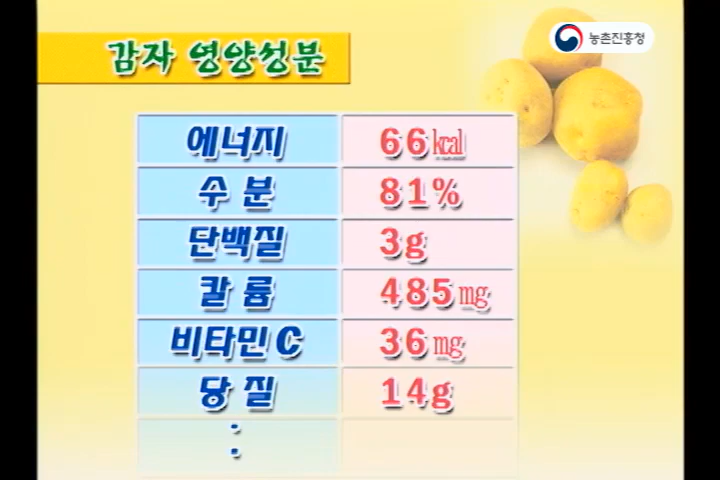 농촌진흥청
감자 영양성분
에너지 66㎉
수분 81%
단백질 3g
칼륨 485㎎
비타민 C 36㎎
당질 14g
: